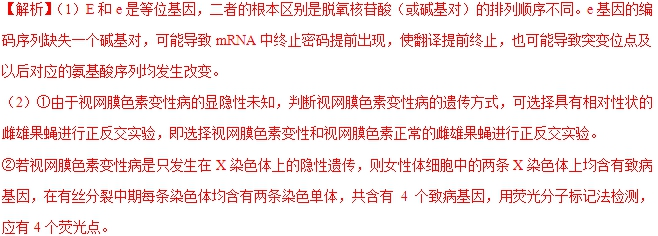 【解析】（1）E 和 e 是等位基因，二者的根本区别是脱氧核苷酸（或碱基对）的排列顺序不同。e 基因的编
码序列缺失一个碱基对，可能导致 mRNA 中终止密码提前出现，使翻译提前终止，也可能导致突变位点及
以后对应的氨基酸序列均发生改变。
（2）①由于视网膜色素变性病的显隐性未知，判断视网膜色素变性病的遗传方式，可选择具有相对性状的
雌雄果蝇进行正反交实验，即选择视网膜色素变性和视网膜色素正常的雌雄果蝇进行正反交实验。
②若视网膜色素变性病是只发生在 X 染色体上的隐性遗传，则女性体细胞中的两条 X 染色体上均含有致病
基因，在有丝分裂中期每条染色体均含有两条染色单体，共含有 4 个致病基因，用荧光分子标记法检测，
应有 4 个荧光点。